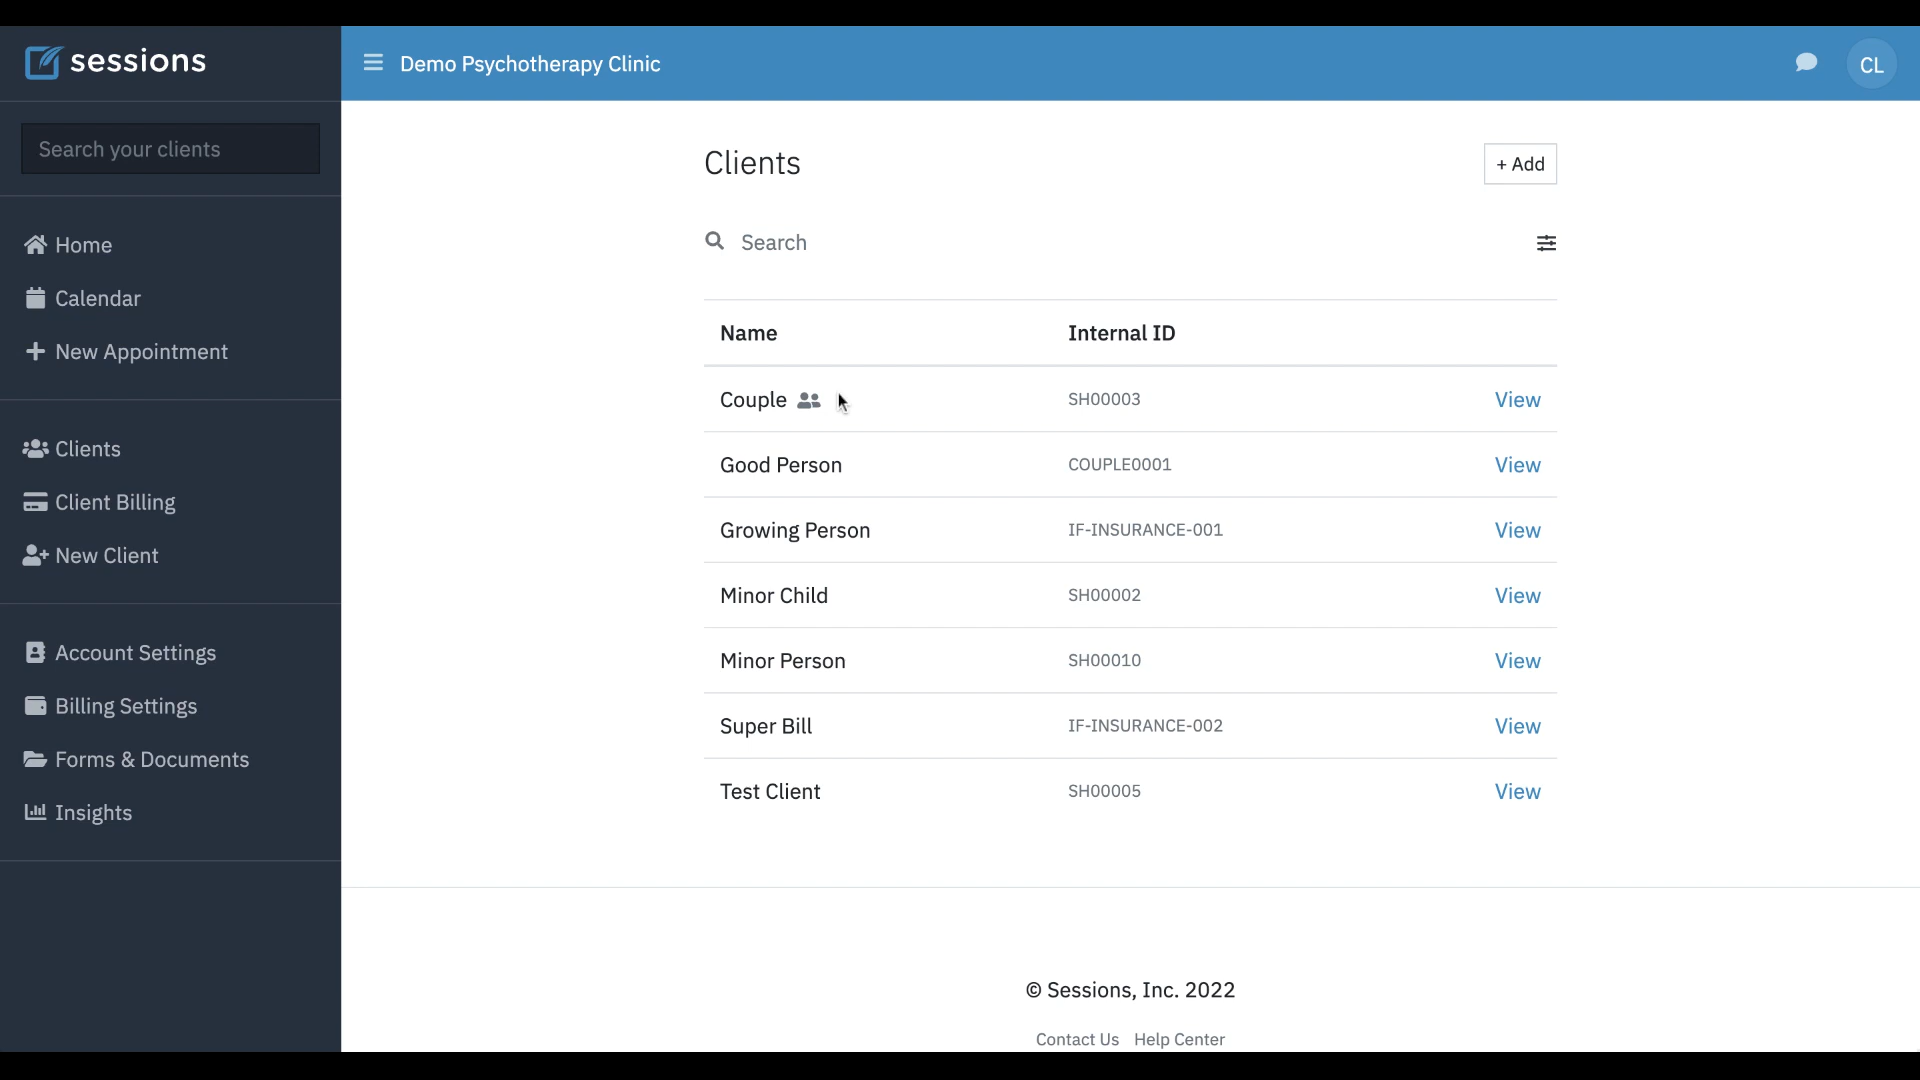 sessions
Demo Psychotherapy Clinic
CL
Search your clients
Home
Calendar
+ New Appointment
Clients
Client Billing
New Client
Account Settings
Billing Settings
Forms & Documents
Insights
Clients
+ Add
Search
Name Internal ID
Couple SH00003 View
Good Person COUPLE0001 View
Growing Person IF-INSURANCE-001 View
Minor Child SH00002 View
Minor Person SH00010 View
Super Bill IF-INSURANCE-002 View
Test Client SH00005 View
© Sessions, Inc. 2022
Contact Us Help Center